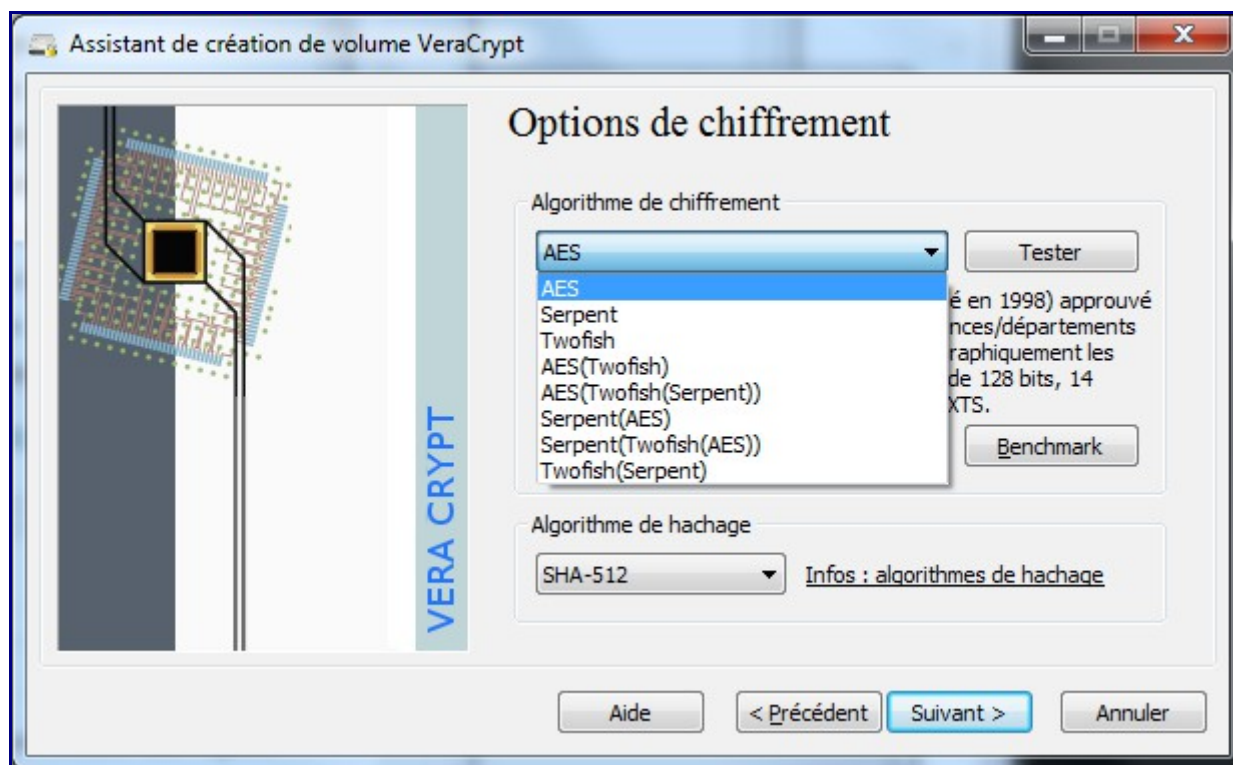 Assistant de création de volume VeraCrypt
Options de chiffrement
Algorithme de chiffrement
AES
Tester
AES
Serpent
Twofish
AES(Twofish)
AES(Twofish(Serpent))
Serpent(AES)
Serpent(Twofish(AES))
Twofish(Serpent)
é en 1998) approuvé
nces/départements
raphiquement les
de 128 bits, 14
XTS.
Benchmark
Algorithme de hachage
SHA-512
Infos : algorithmes de hachage
VERA CRYPT
Aide
< Précédent
Suivant >
Annuler